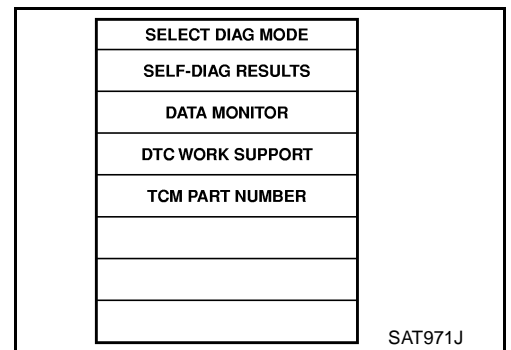 SELECT DIAG MODE
SELF-DIAG RESULTS
DATA MONITOR
DTC WORK SUPPORT
TCM PART NUMBER
SAT971J